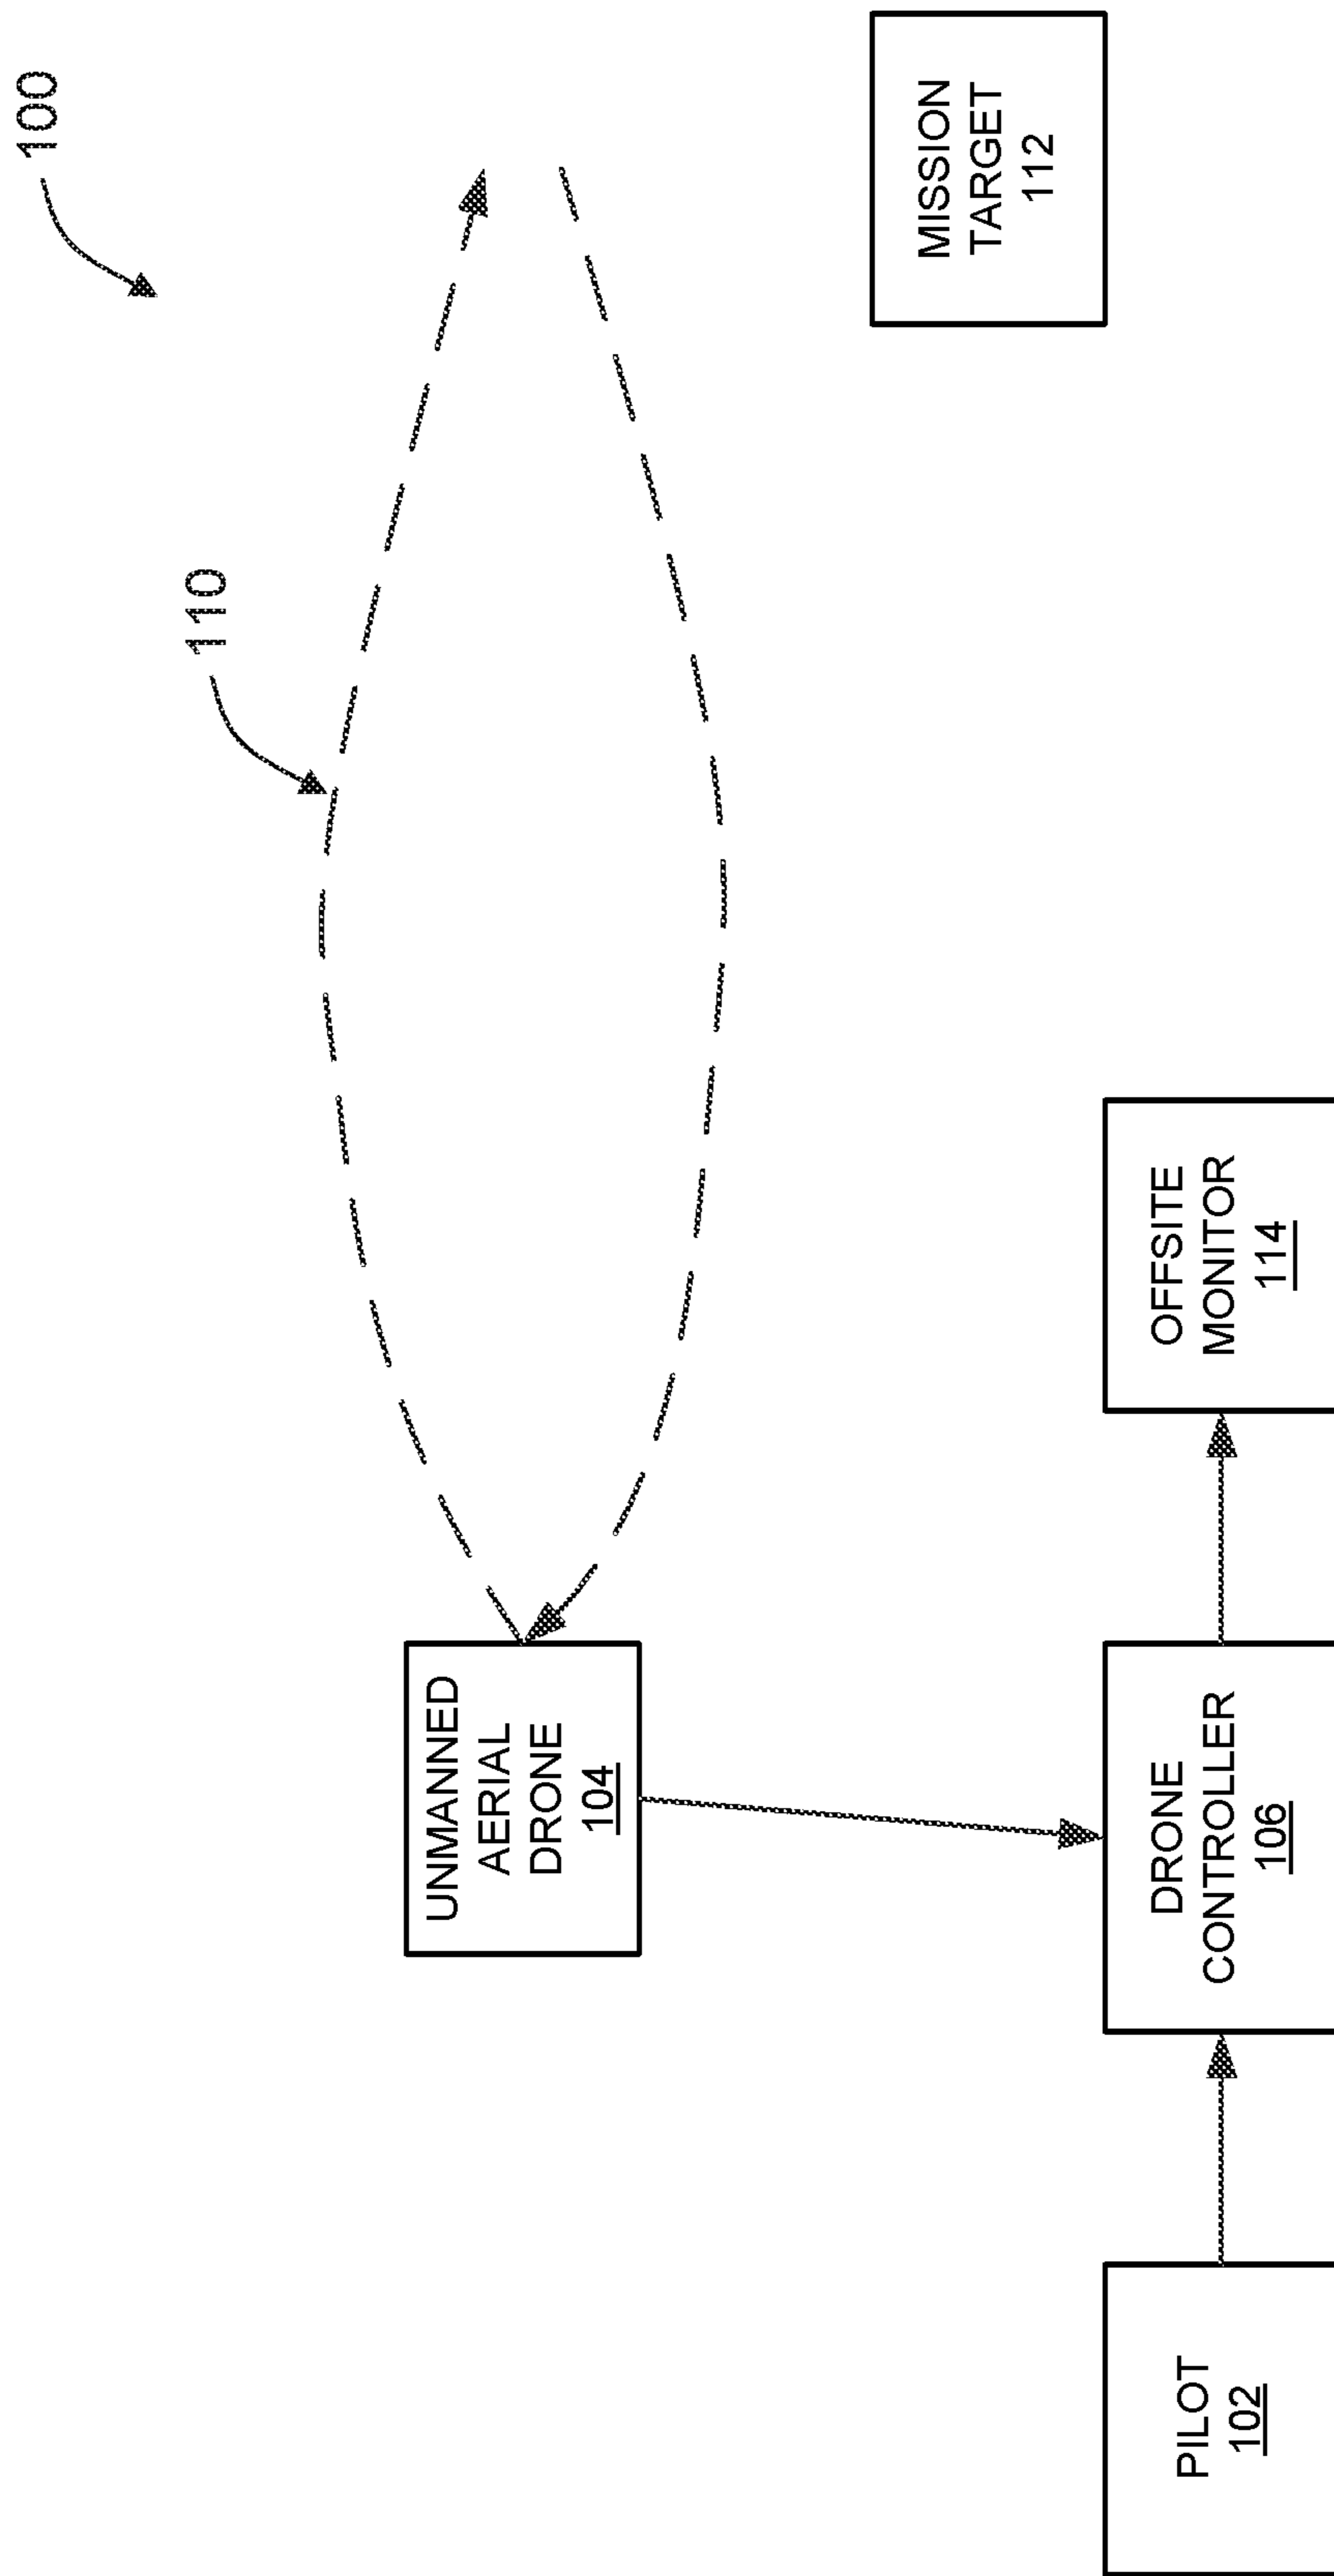 100
110
UNMANNED
AERIAL
DRONE
104
MISSION
TARGET
112
PILOT
102
DRONE
CONTROLLER
106
OFFSITE
MONITOR
114